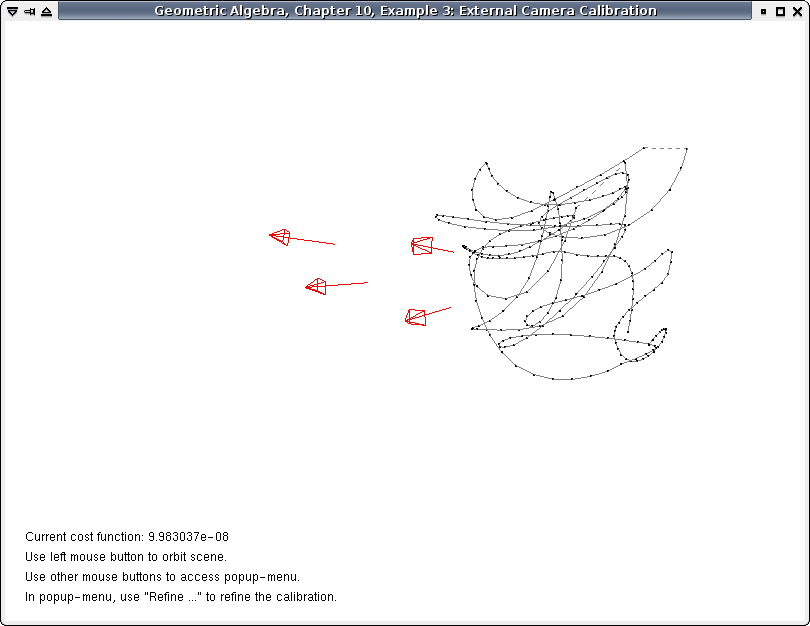 Geometric Algebra, Chapter 10, Example 3: External Camera Calibration
Current cost function: 9.983037e-08
Use left mouse button to orbit scene.
Use other mouse buttons to access popup-menu.
In popup-menu, use "Refine ..." to refine the calibration.